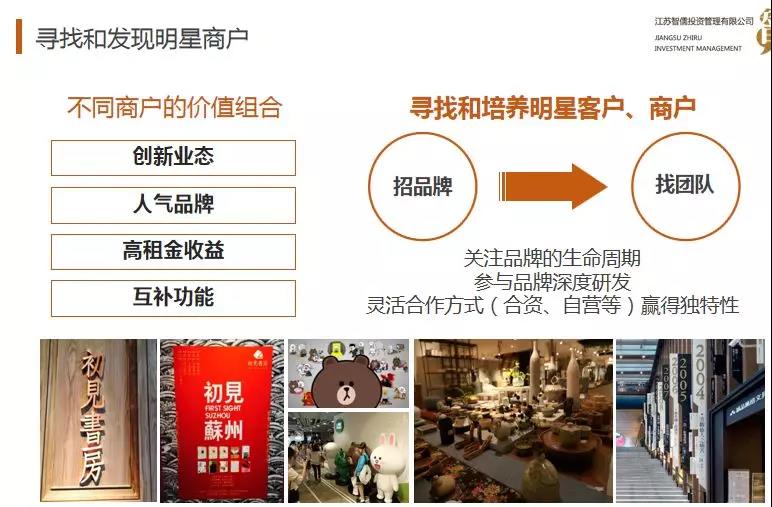 寻找和发现明星商户
江苏智儒投资管理有限公司
JIANGSU ZHIRU
INVESTMENT MANAGEMENT
不同商户的价值组合
创新业态
人气品牌
高租金收益
互补功能
寻找和培养明星客户、商户
招品牌
找团队
关注品牌的生命周期
参与品牌深度研发
灵活合作方式（合资、自营等）赢得独特性
初見書房
初見
FIRST SIGHT
SUZHOU
蘇州
2004
2005
2006
2007